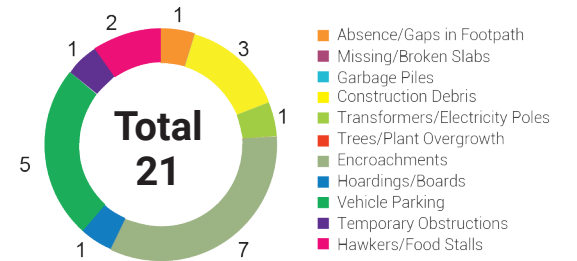 1
2
3
1
1
5
1
7
Total
21
Absence/Gaps in Footpath
Missing/Broken Slabs
Garbage Piles
Construction Debris
Transformers/Electricity Poles
Trees/Plant Overgrowth
Encroachments
Hoardings/Boards
Vehicle Parking
Temporary Obstructions
Hawkers/Food Stalls